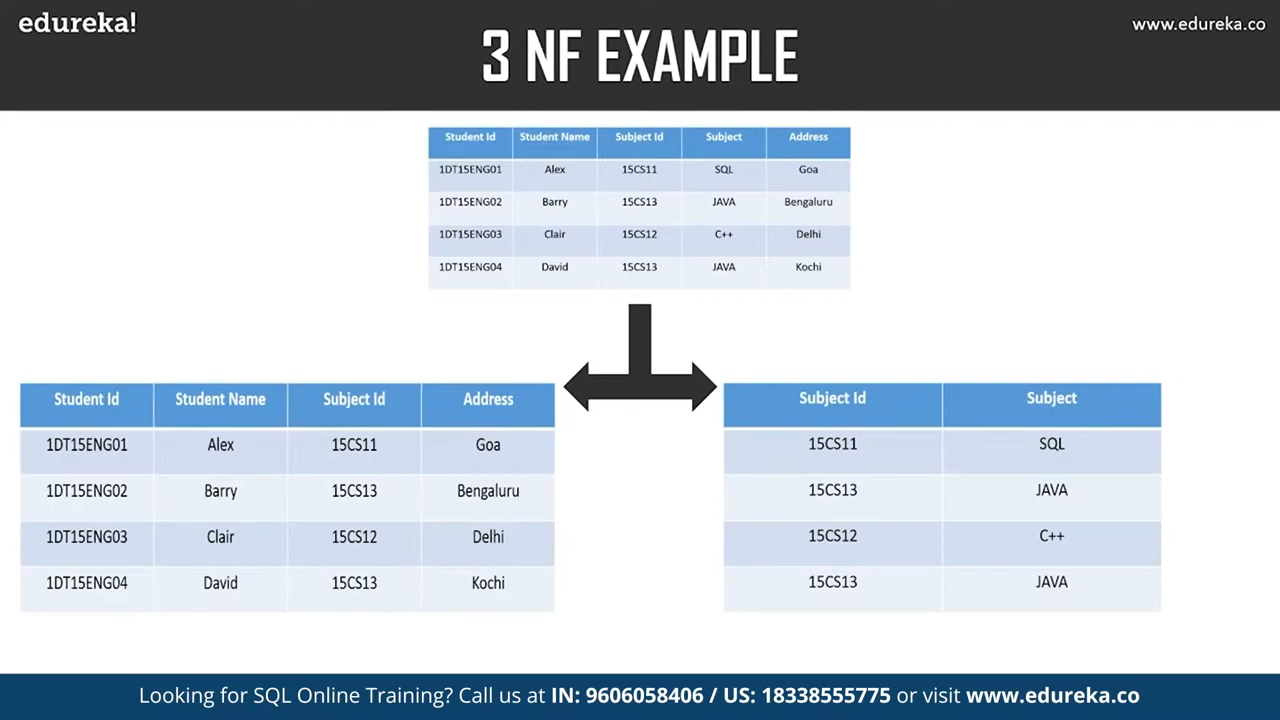 edureka!
www.edureka.co
3 NF EXAMPLE
Student Id Student Name Subject Id Subject Address
1DT15ENG01 Alex 15CS11 SQL Goa
1DT15ENG02 Barry 15CS13 JAVA Bengaluru
1DT15ENG03 Clair 15CS12 C++ Delhi
1DT15ENG04 David 15CS13 JAVA Kochi
Student Id Student Name Subject Id Address
1DT15ENG01 Alex 15CS11 Goa
1DT15ENG02 Barry 15CS13 Bengaluru
1DT15ENG03 Clair 15CS12 Delhi
1DT15ENG04 David 15CS13 Kochi
Subject Id Subject
15CS11 SQL
15CS13 JAVA
15CS12 C++
15CS13 JAVA
Looking for SQL Online Training? Call us at IN: 9606058406 / US: 18338555775 or visit www.edureka.co